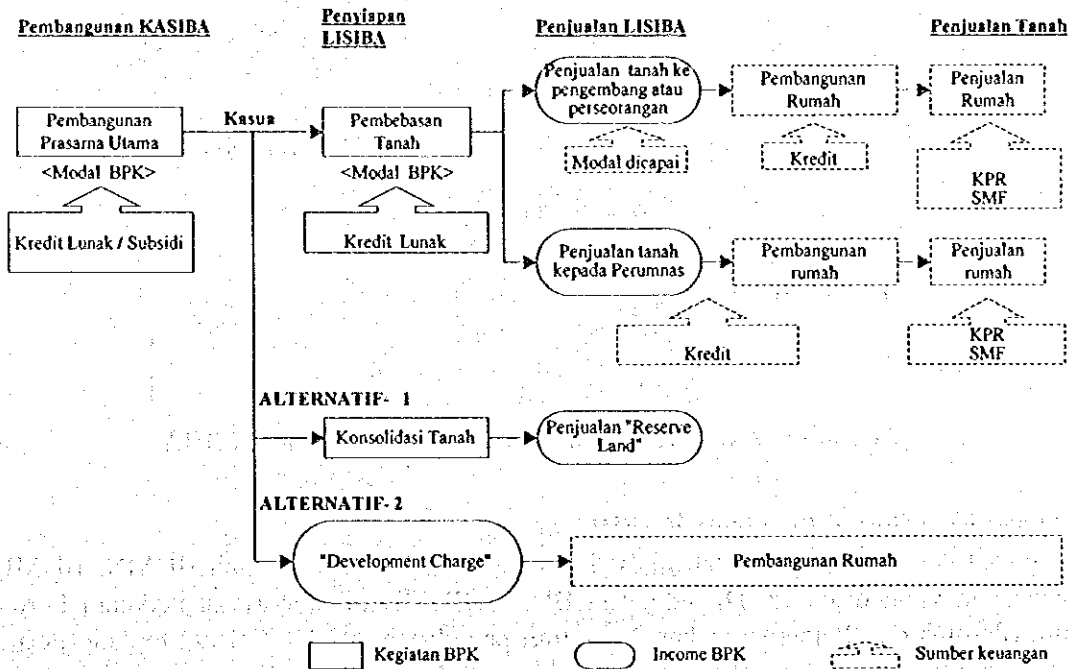 Pembangunan KASIBA
Penyiapan
LISIBA
Penjualan LISIBA
Penjualan Tanah
Pembangunan
Prasarna Utama
<Modal BPK>
Kredit Lunak / Subsidi
Kasun
Pembebasan
Tanah
<Modal BPK>
Kredit Lunak
Penjualan tanah ke
pengembang atau
perseorangan
Modal dicapai
Pembangunan
Rumah
Kredit
Penjualan
Rumah
KPR
SMF
Penjualan tanah
kepada Perumnas
Pembangunan
rumah
Kredit
Penjualan
rumah
KPR
SMF
ALTERNATIF- 1
Konsolidasi Tanah
Penjualan "Reserve
Land"
ALTERNATIF-2
"Development Charge"
Pembangunan Rumah
Kegiatan BPK
Income BPK
Sumber keuangan